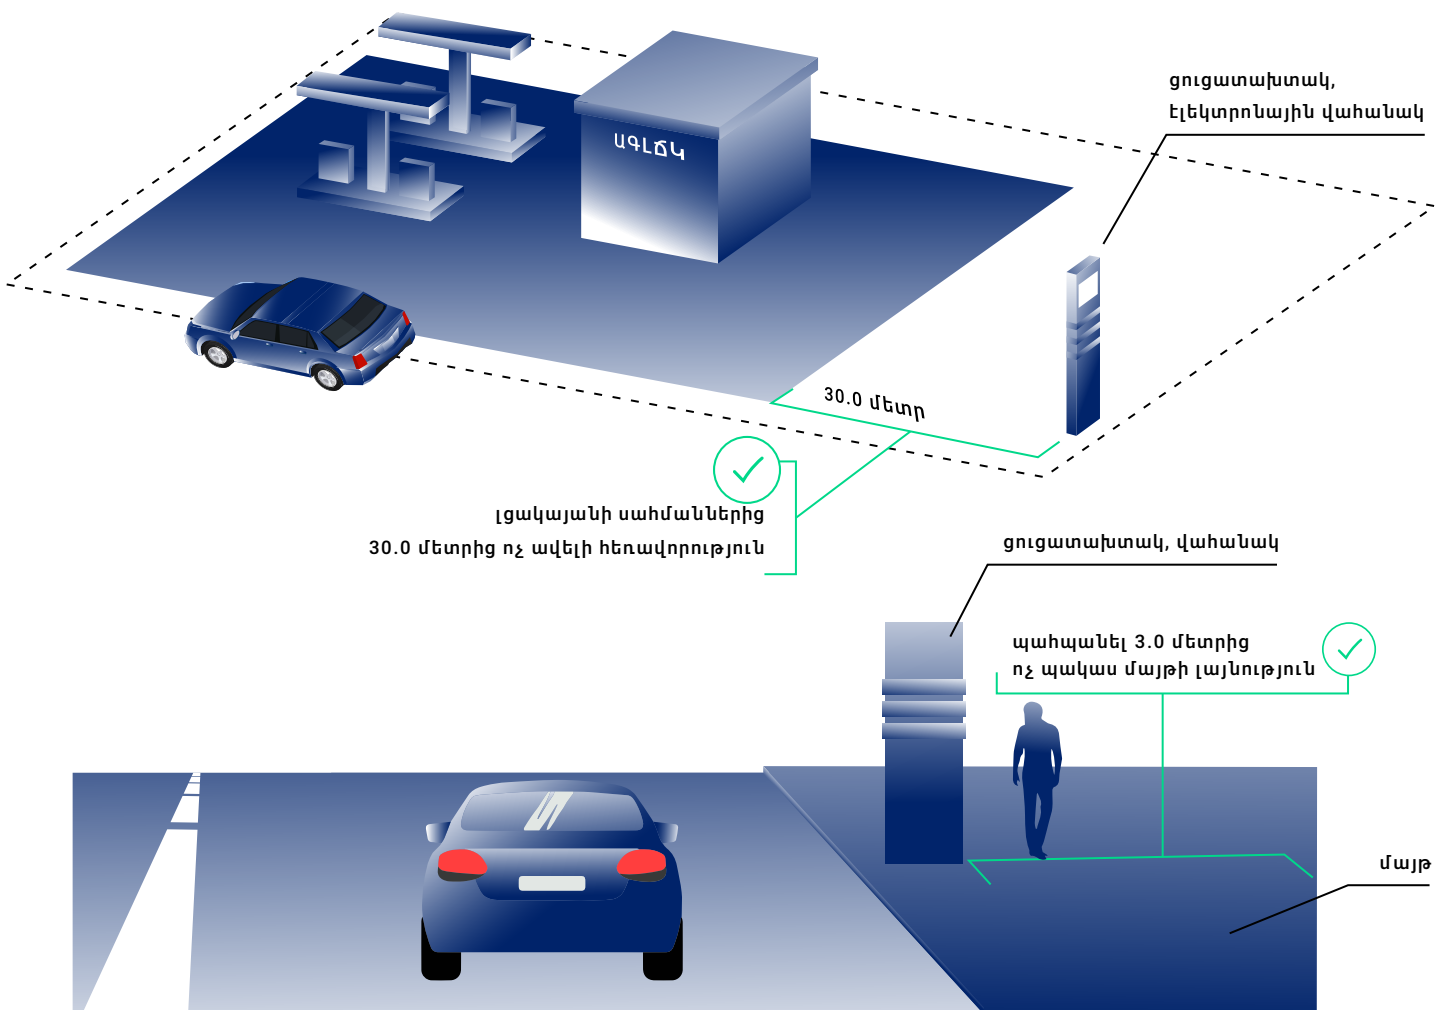 ցուցատախտակ,
էլեկտրոնային վահանակ
ԱԳԼՃԿ
30.0 մետր
լցակայանի սահմաններից
30.0 մետրից ոչ ավելի հեռավորություն
ցուցատախտակ, վահանակ
պահպանել 3.0 մետրից
ոչ պակաս մայթի լայնություն
մայթ